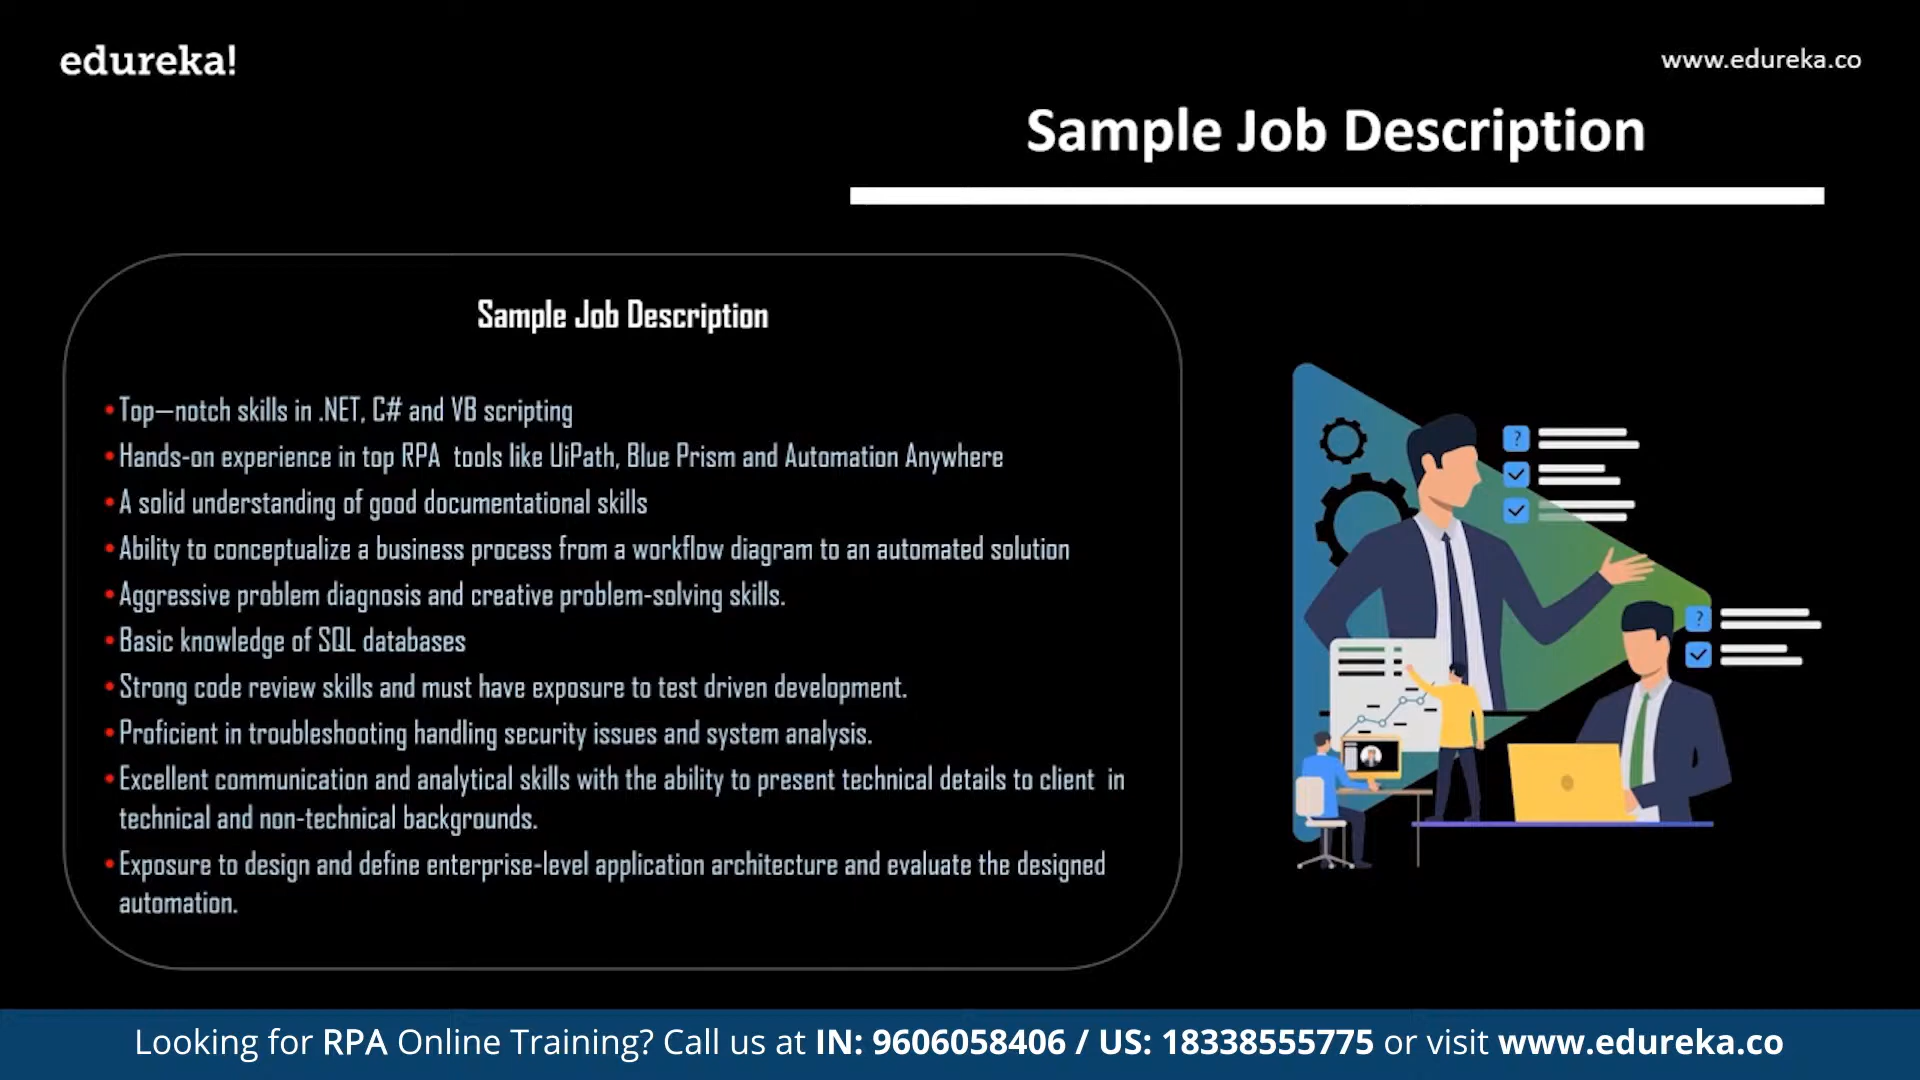 edureka!
www.edureka.co
Sample Job Description
Sample Job Description
•Top—notch skills in .NET, C# and VB scripting
•Hands-on experience in top RPA  tools like UiPath, Blue Prism and Automation Anywhere
•A solid understanding of good documentational skills
•Ability to conceptualize a business process from a workflow diagram to an automated solution
•Aggressive problem diagnosis and creative problem-solving skills.
•Basic knowledge of SQL databases
•Strong code review skills and must have exposure to test driven development.
•Proficient in troubleshooting handling security issues and system analysis.
•Excellent communication and analytical skills with the ability to present technical details to client  in
technical and non-technical backgrounds.
•Exposure to design and define enterprise-level application architecture and evaluate the designed
automation.
?
?
Looking for RPA Online Training? Call us at IN: 9606058406 / US: 18338555775 or visit www.edureka.co